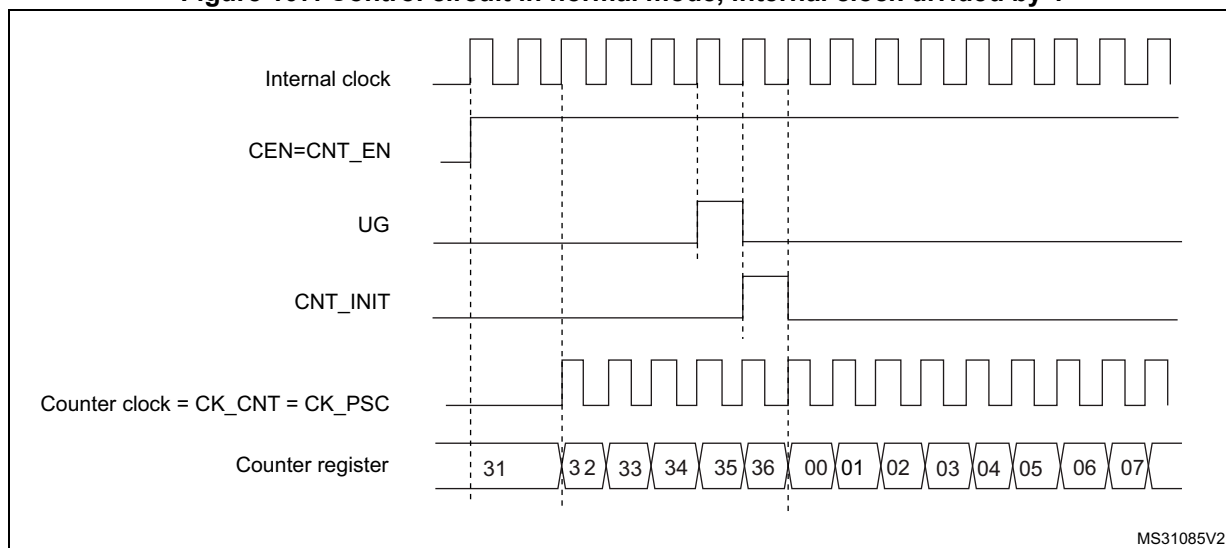 Internal clock
CEN=CNT_EN
UG
CNT_INIT
Counter clock = CK_CNT = CK_PSC
Counter register 31 32 33 34 35 36 00 01 02 03 04 05 06 07
MS31085V2